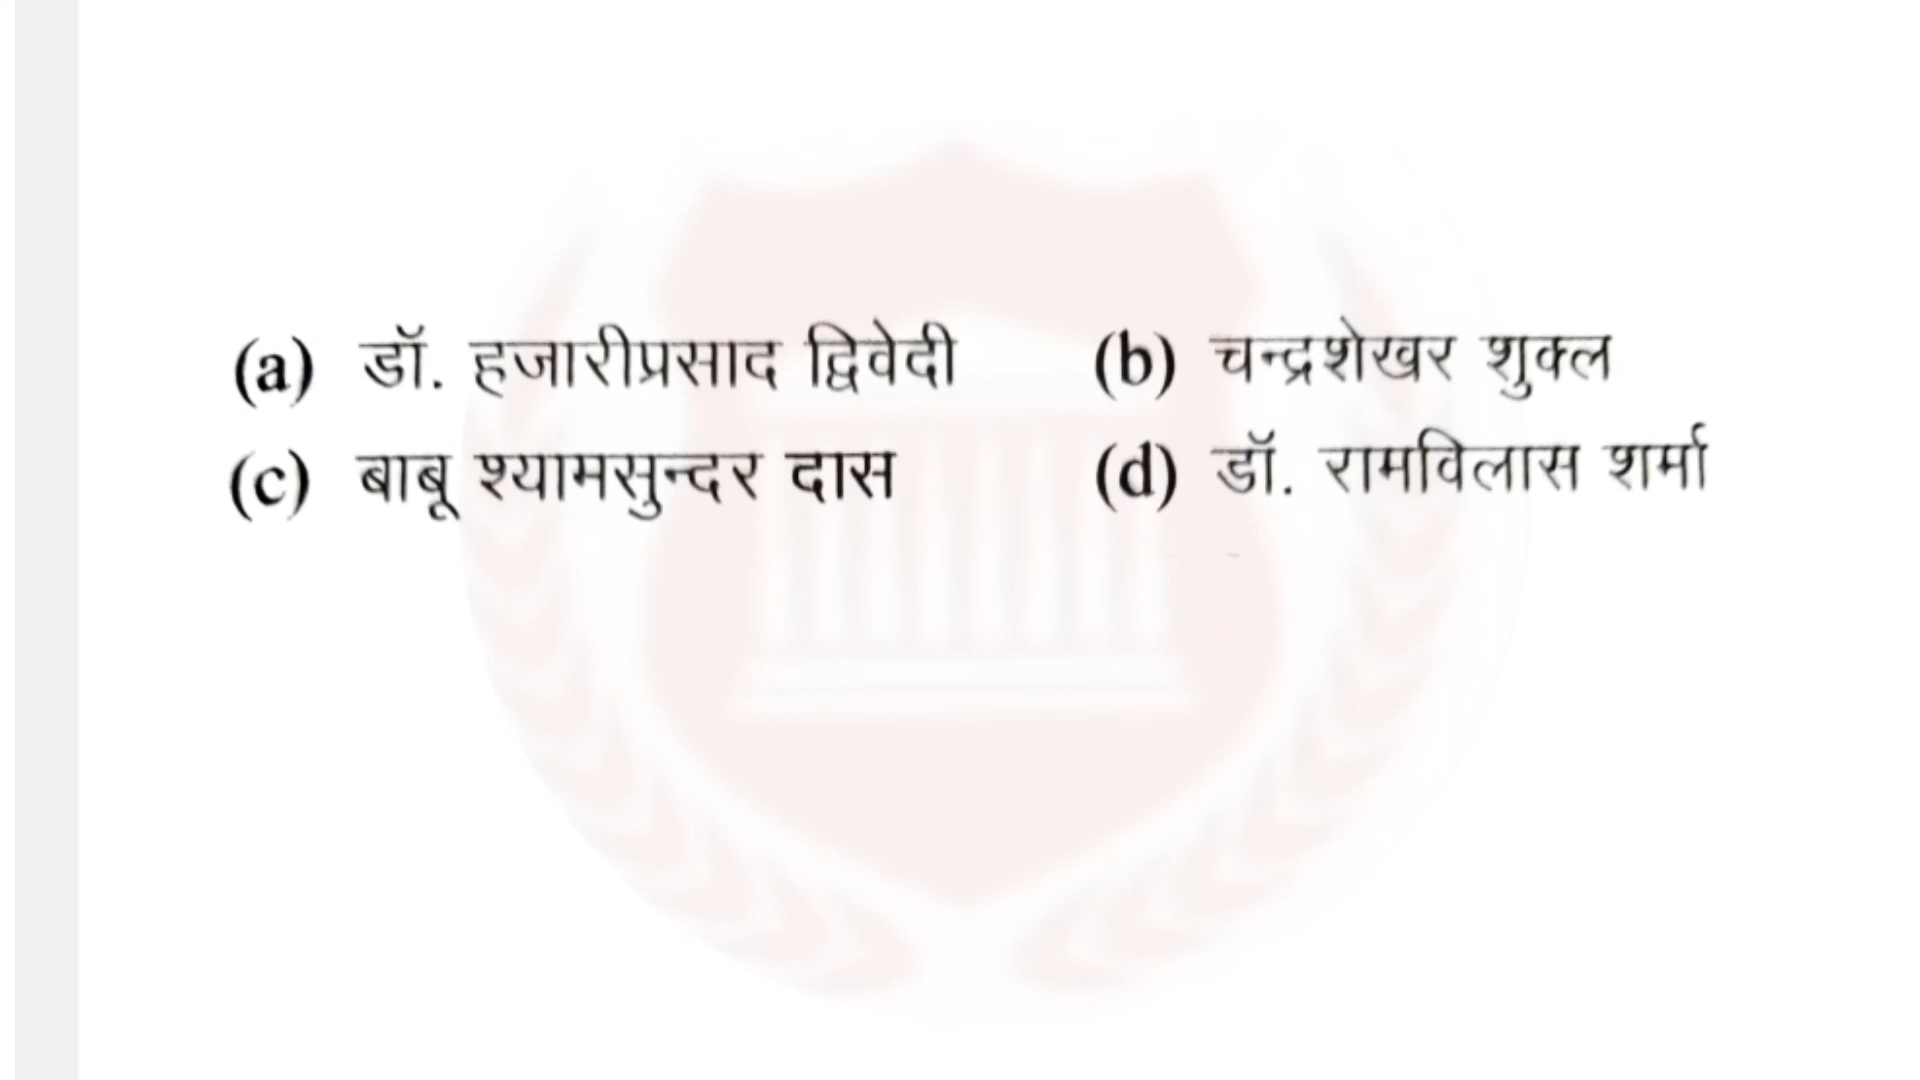 (a) डॉ. हजारीप्रसाद द्विवेदी (b) चन्द्रशेखर शुक्ल
(c) बाबू श्यामसुन्दर दास (d) डॉ. रामविलास शर्मा